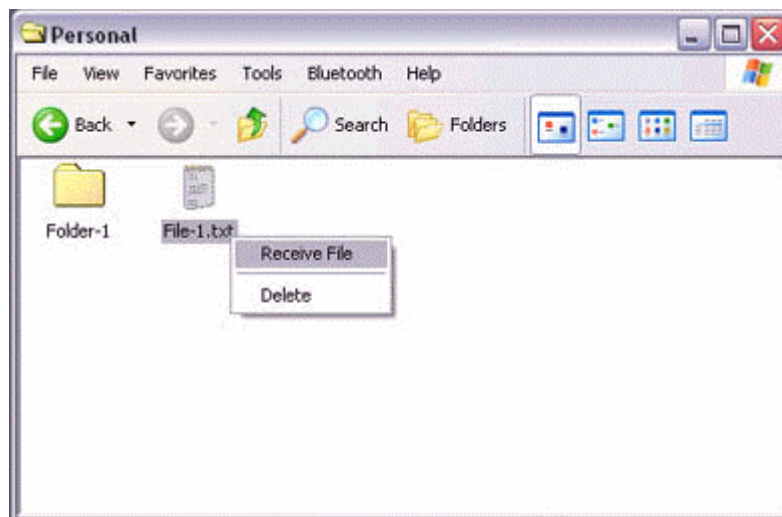 Personal
File View Favorites Tools Bluetooth Help
Back Search Folders
Folder-1 File-1.txt
Receive File
Delete